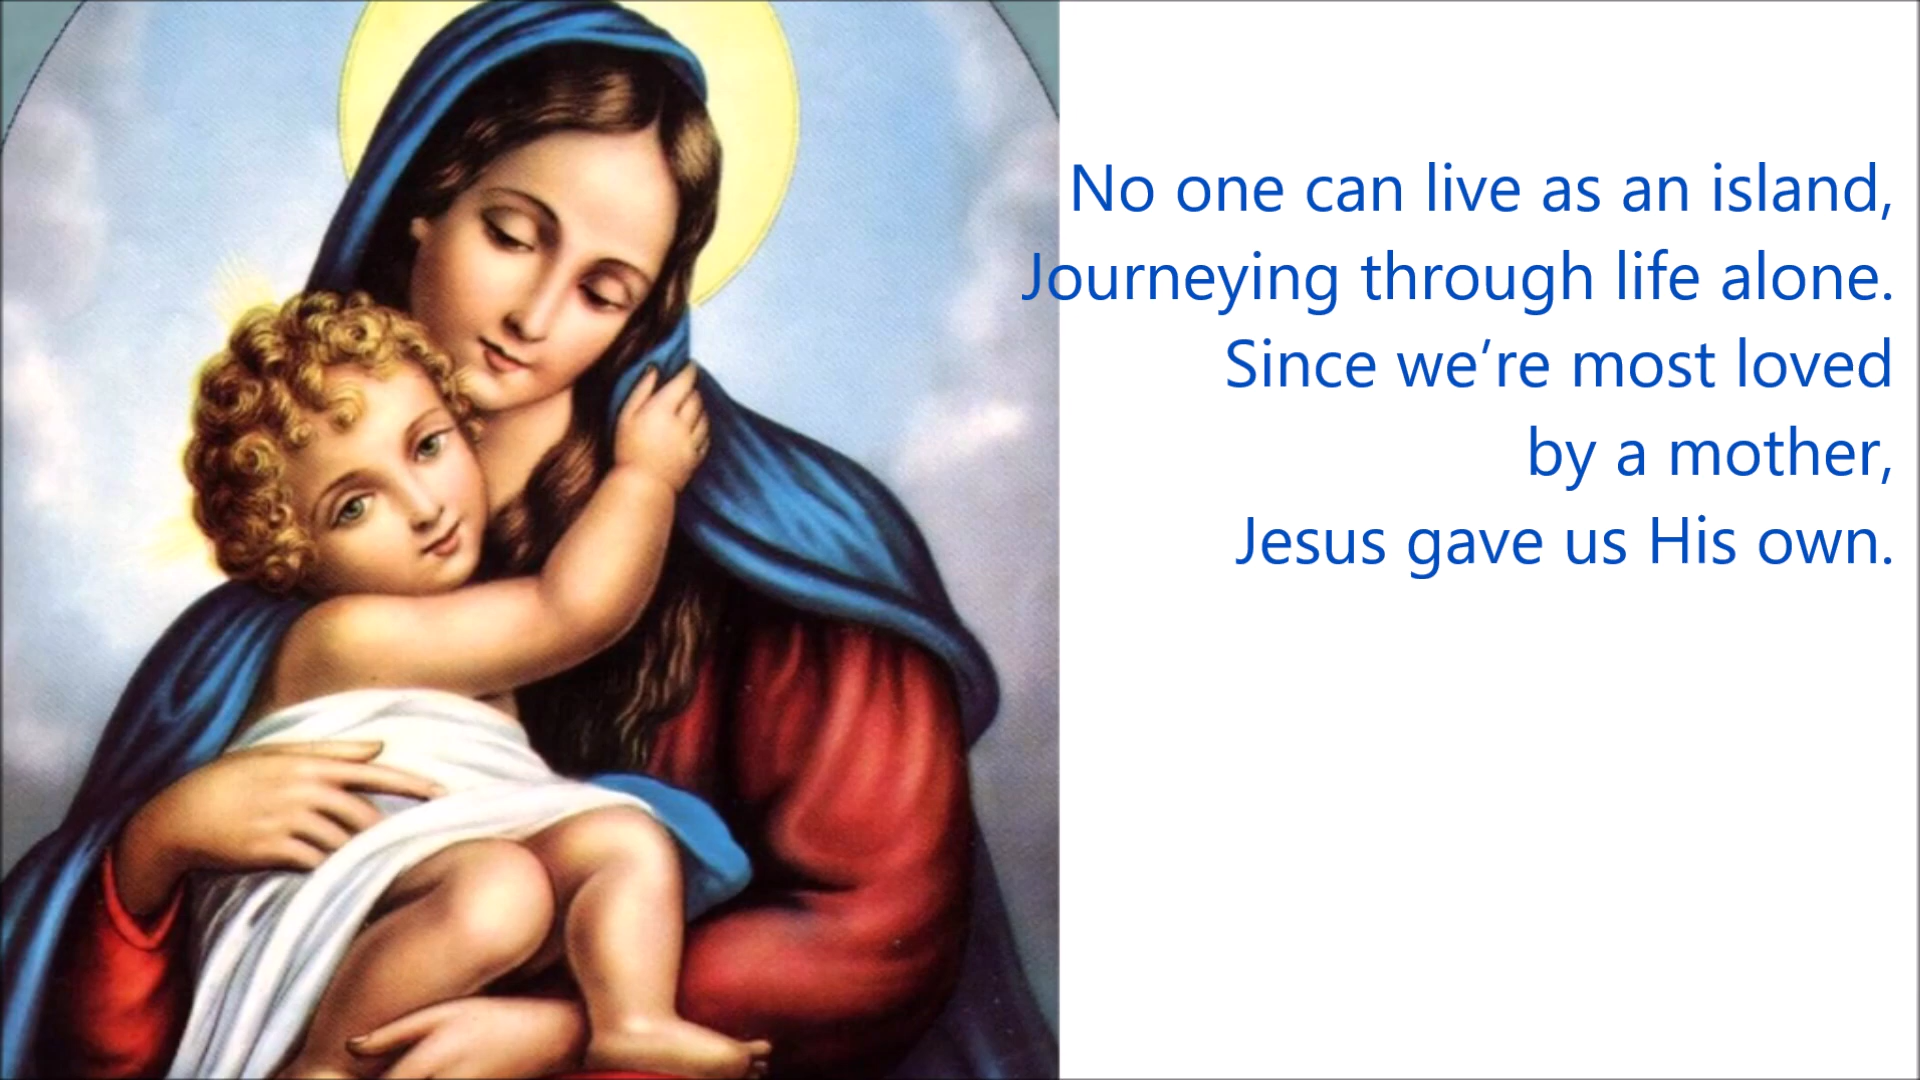 No one can live as an island,
Journeying through life alone.
Since we’re most loved
by a mother,
Jesus gave us His own.